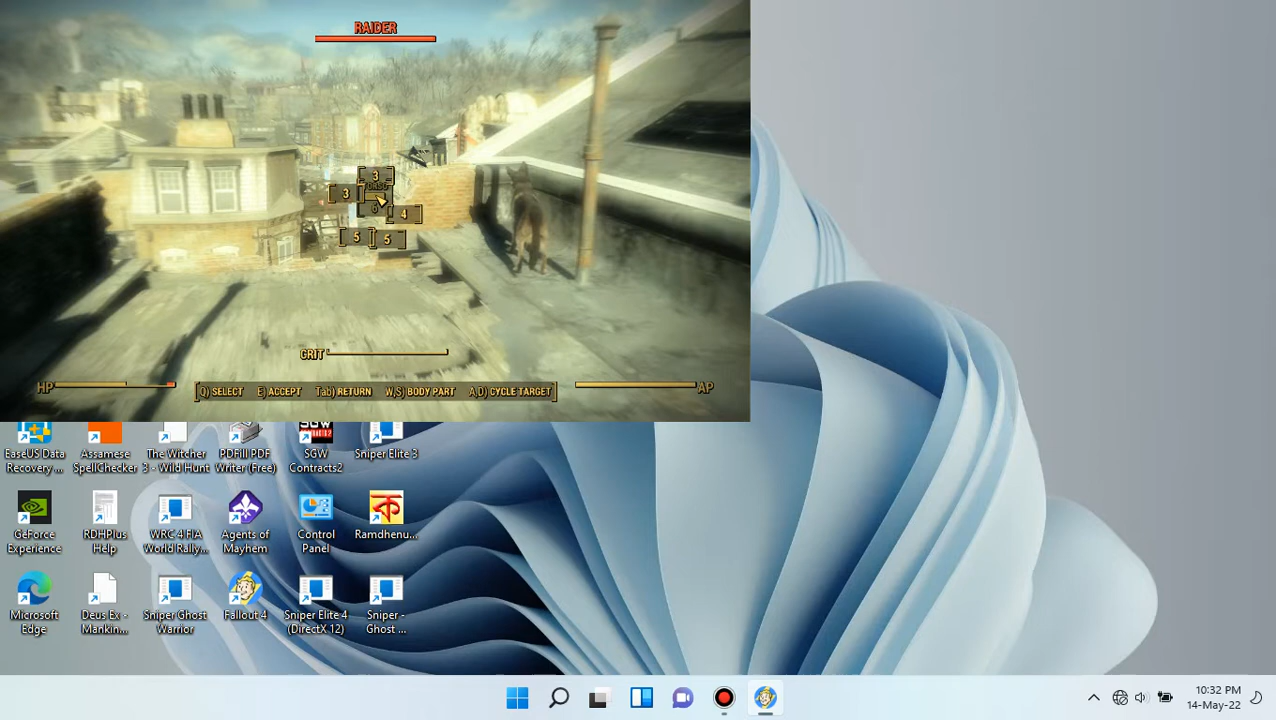 RAIDER
3
3
4
5
5
CRIT
HP
Q) SELECT E) ACCEPT Tab) RETURN W,S) BODY PART A,D) CYCLE TARGET
AP
EaseUS Data
Recovery ...
Assamese
SpellChecker
The Witcher
3 - Wild Hunt
PDFill PDF
Writer (Free)
SGW
Contracts2
Sniper Elite 3
GeForce
Experience
RDHPlus
Help
WRC 4 FIA
World Rally...
Agents of
Mayhem
Control
Panel
Ramdhenu...
Microsoft
Edge
Deus Ex -
Mankin...
Sniper Ghost
Warrior
Fallout 4
Sniper Elite 4
(DirectX 12)
Sniper -
Ghost ...
10:32 PM
14-May-22